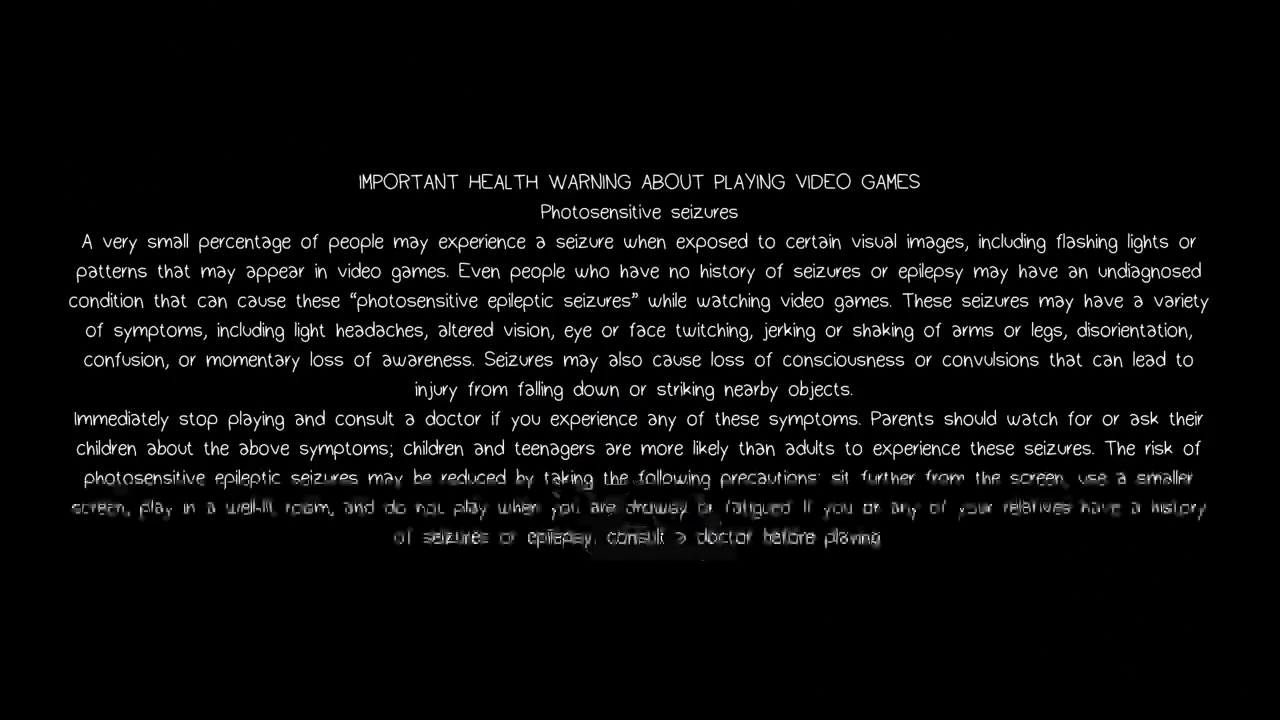 IMPORTANT HEALTH WARNING ABOUT PLAYING VIDEO GAMES
Photosensitive seizures
A very small percentage of people may experience a seizure when exposed to certain visual images, including flashing lights or
patterns that may appear in video games. Even people who have no history of seizures or epilepsy may have an undiagnosed
condition that can cause these “photosensitive epileptic seizures” while watching video games. These seizures may have a variety
of symptoms, including light headaches, altered vision, eye or face twitching, jerking or shaking of arms or legs, disorientation,
confusion, or momentary loss of awareness. Seizures may also cause loss of consciousness or convulsions that can lead to
injury from falling down or striking nearby objects.
Immediately stop playing and consult a doctor if you experience any of these symptoms. Parents should watch for or ask their
children about the above symptoms; children and teenagers are more likely than adults to experience these seizures. The risk of
photosensitive epileptic seizures may be reduced by taking the following precautions: sit further from the screen, use a smaller
screen, play in a well-lit room, and do not play when you are drowsy or fatigued. If you or any of your relatives have a history
of seizures or epilepsy, consult a doctor before playing